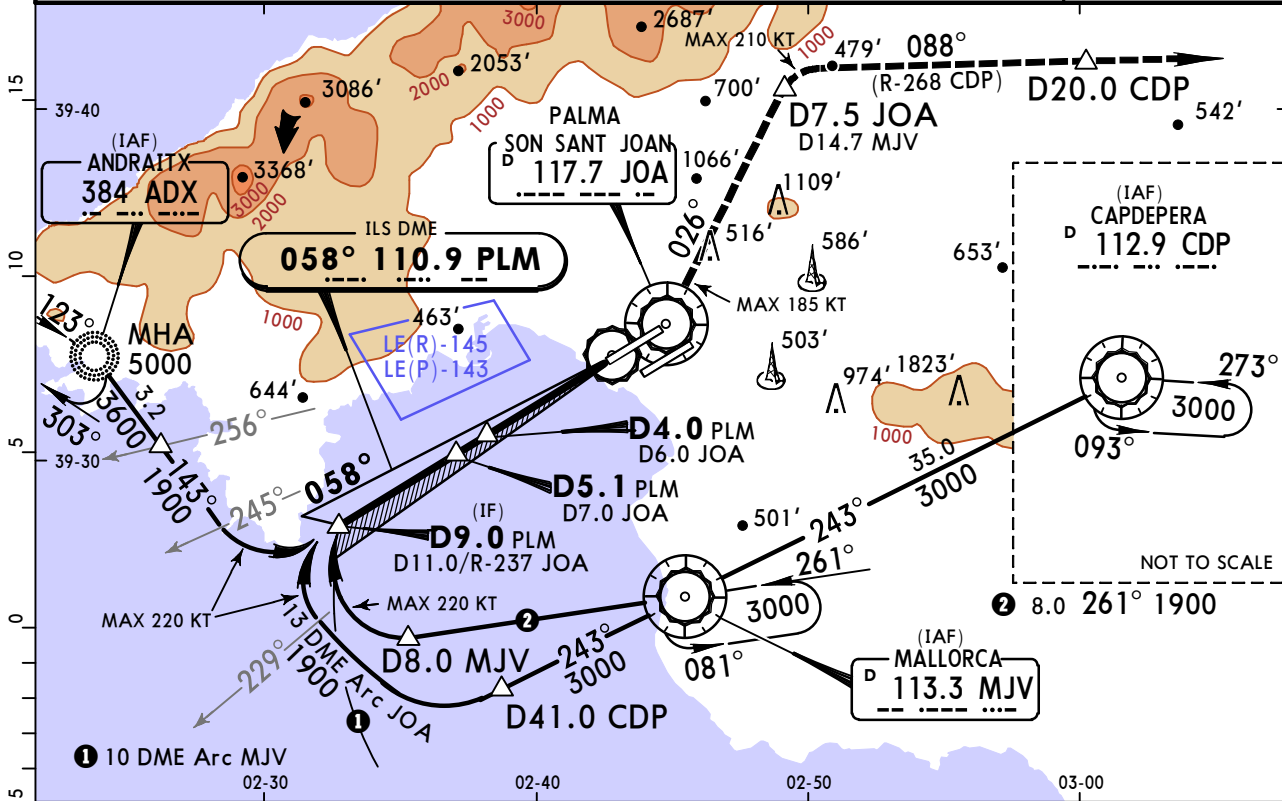 3000
2687'
MAX 210 KT
1000
479'
088°
(R-268 CDP)
D20.0 CDP
15
39-40
3086'
2000
2053'
1000
700'
D7.5 JOA
D14.7 MJV
542'
(IAF)
ANDRAITX
384 ADX
3368'
3000
2000
PALMA
SON SANT JOAN
D 117.7 JOA
1066'
1109'
(IAF)
CAPDEPERA
D 112.9 CDP
ILS DME
058° 110.9 PLM
026°
516'
586'
653'
10
MAX 185 KT
123°
MHA
5000
1000
463'
LE(R)-145
LE(P)-143
503'
974'
1823'
1000
273°
3000
093°
3.2
3600
303°
644'
256°
5
39-30
143°
1900
245°
058°
D4.0 PLM
D6.0 JOA
D5.1 PLM
D7.0 JOA
35.0
3000
(IF)
D9.0 PLM
D11.0/R-237 JOA
501'
243°
261°
NOT TO SCALE
MAX 220 KT
MAX 220 KT
2
3000
2 8.0 261° 1900
0
13 DME Arc JOA
1900
229°
D8.0 MJV
243°
3000
081°
(IAF)
MALLORCA
D 113.3 MJV
D41.0 CDP
1
1 10 DME Arc MJV
5
02-30
02-40
02-50
03-00